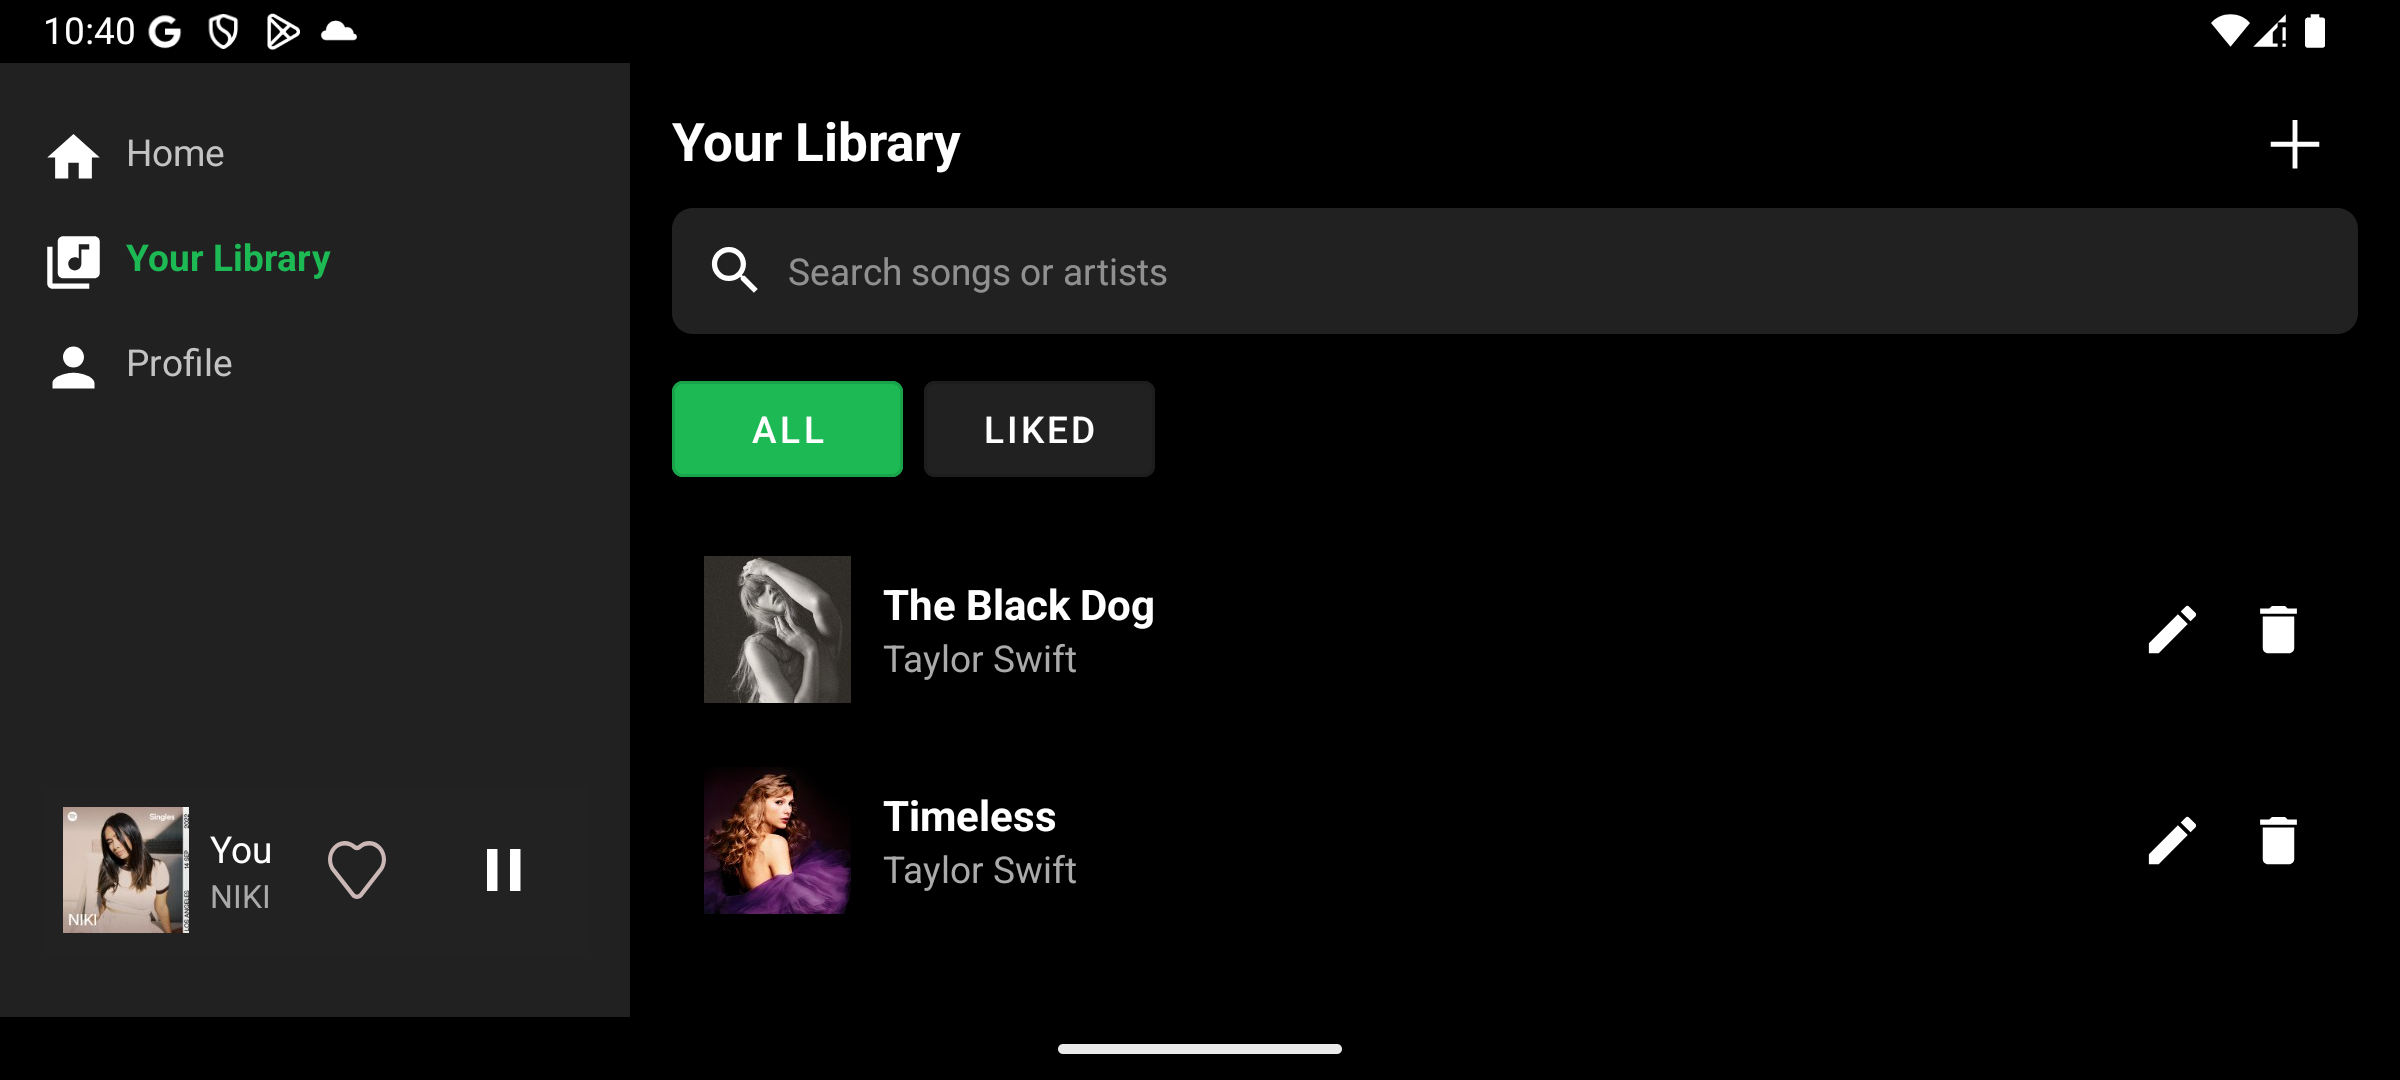 10:40
Home
Your Library
Profile
Your Library
Search songs or artists
ALL
LIKED
The Black Dog
Taylor Swift
Timeless
Taylor Swift
Singles
NIKI
You
NIKI